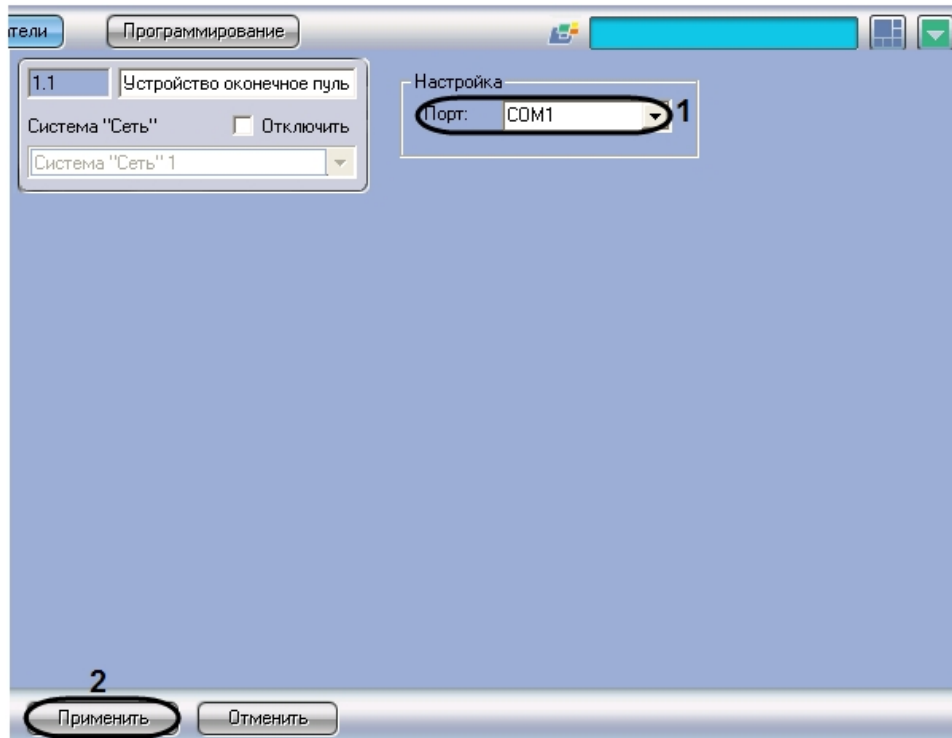 тели
Программирование
1.1
Устройство оконечное пуль
Система "Сеть"
Отключить
Система "Сеть" 1
Настройка
Порт:
COM1
1
2
Применить
Отменить